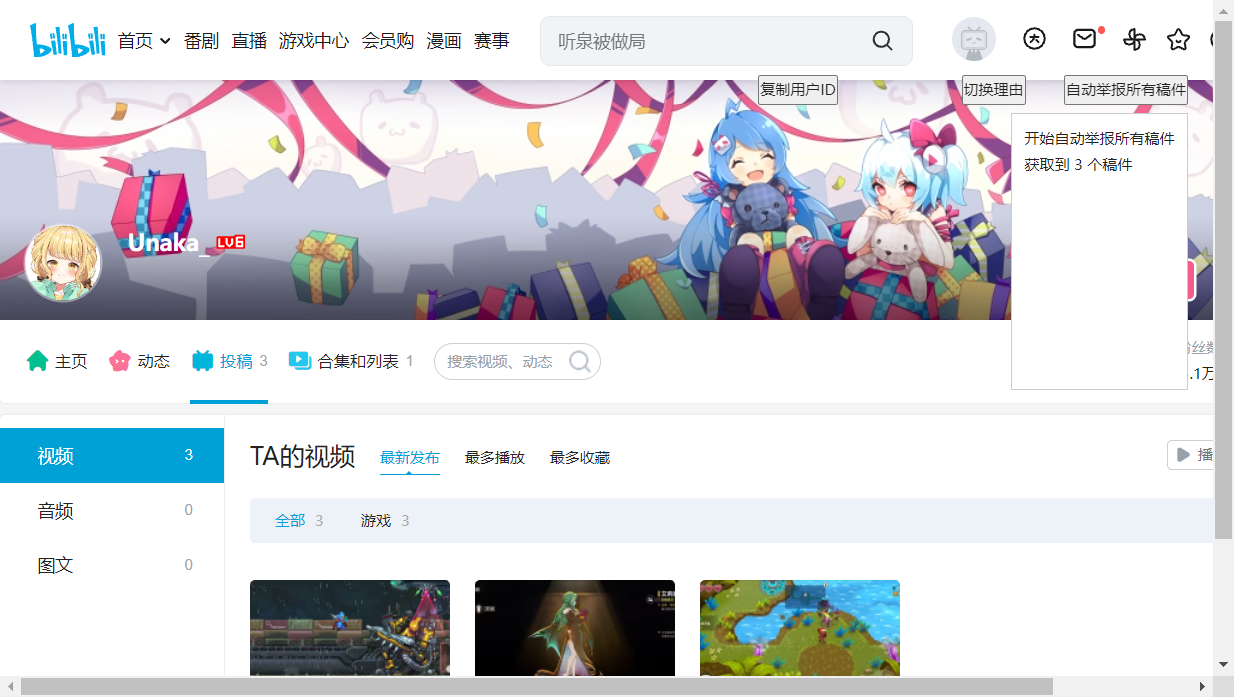 bilibili 首页 番剧 直播 游戏中心 会员购 漫画 赛事 听泉被做局
复制用户ID 切换理由 自动举报所有稿件
开始自动举报所有稿件
获取到 3 个稿件
Unaka_ LV6
主页 动态 投稿 3 合集和列表 1 搜索视频、动态
粉丝数
.1万
视频 3
音频 0
图文 0
TA的视频 最新发布 最多播放 最多收藏 播
全部 3 游戏 3